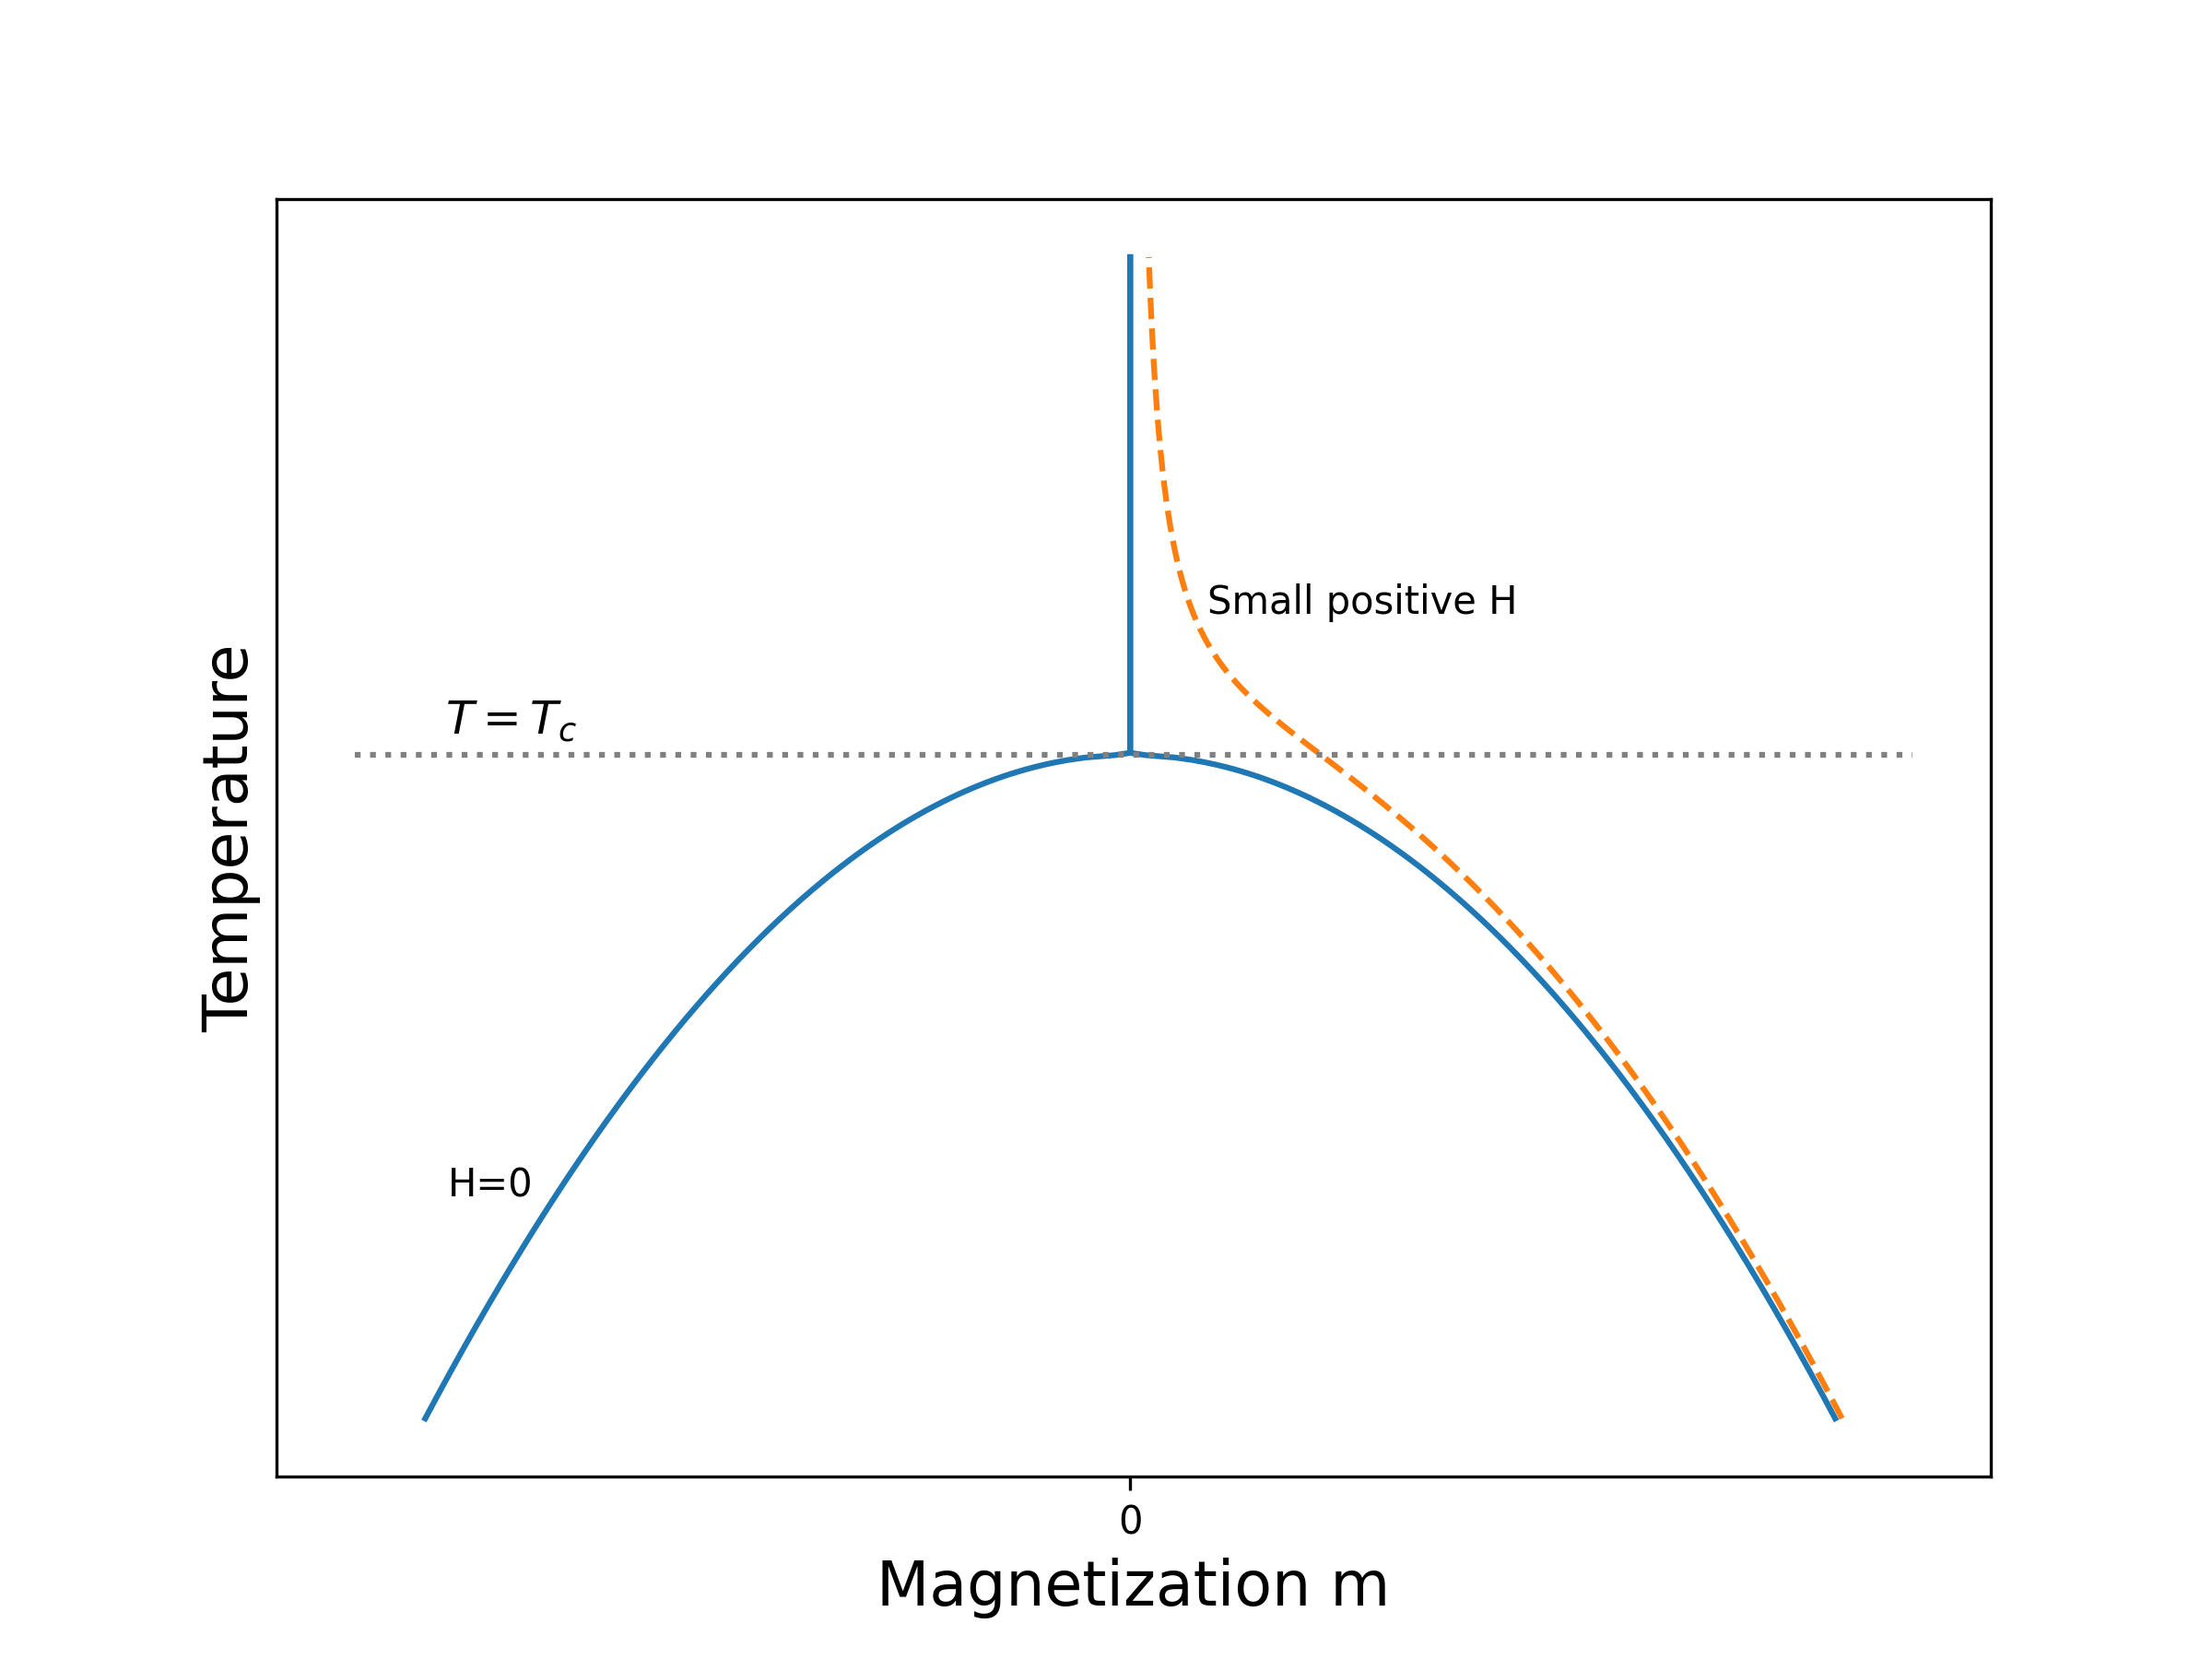 Small positive H
T = T_c
H=0
0
Temperature
Magnetization m